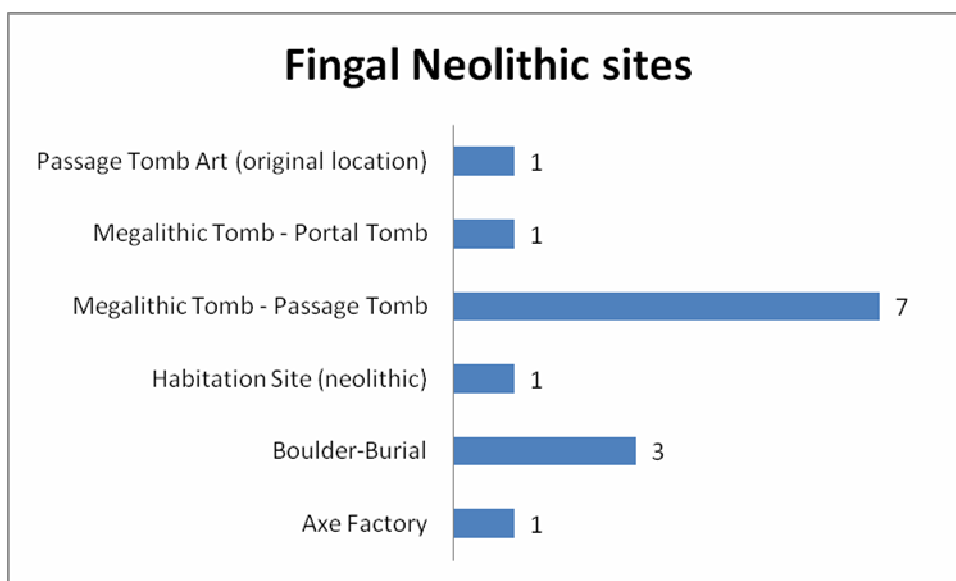 Fingal Neolithic sites
Passage Tomb Art (original location) 1
Megalithic Tomb - Portal Tomb 1
Megalithic Tomb - Passage Tomb 7
Habitation Site (neolithic) 1
Boulder-Burial 3
Axe Factory 1